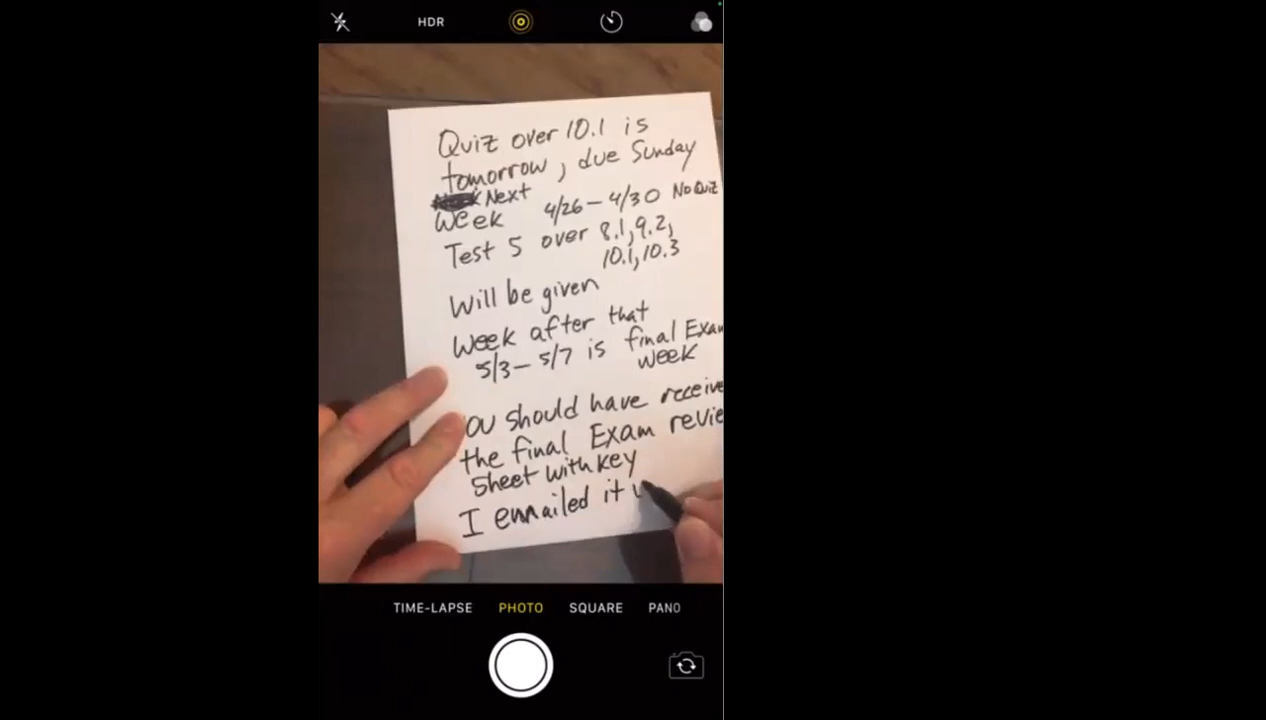 HDR
Quiz over 10.1 is
tomorrow, due Sunday
Next
Week 4/26 - 4/30 No Quiz
Test 5 over 8.1, 9.2,
10.1, 10.3
Will be given
Week after that
5/3 - 5/7 is final Exam
week
ou should have receive
the final Exam revie
Sheet with key
I emailed it
TIME-LAPSE PHOTO SQUARE PANO